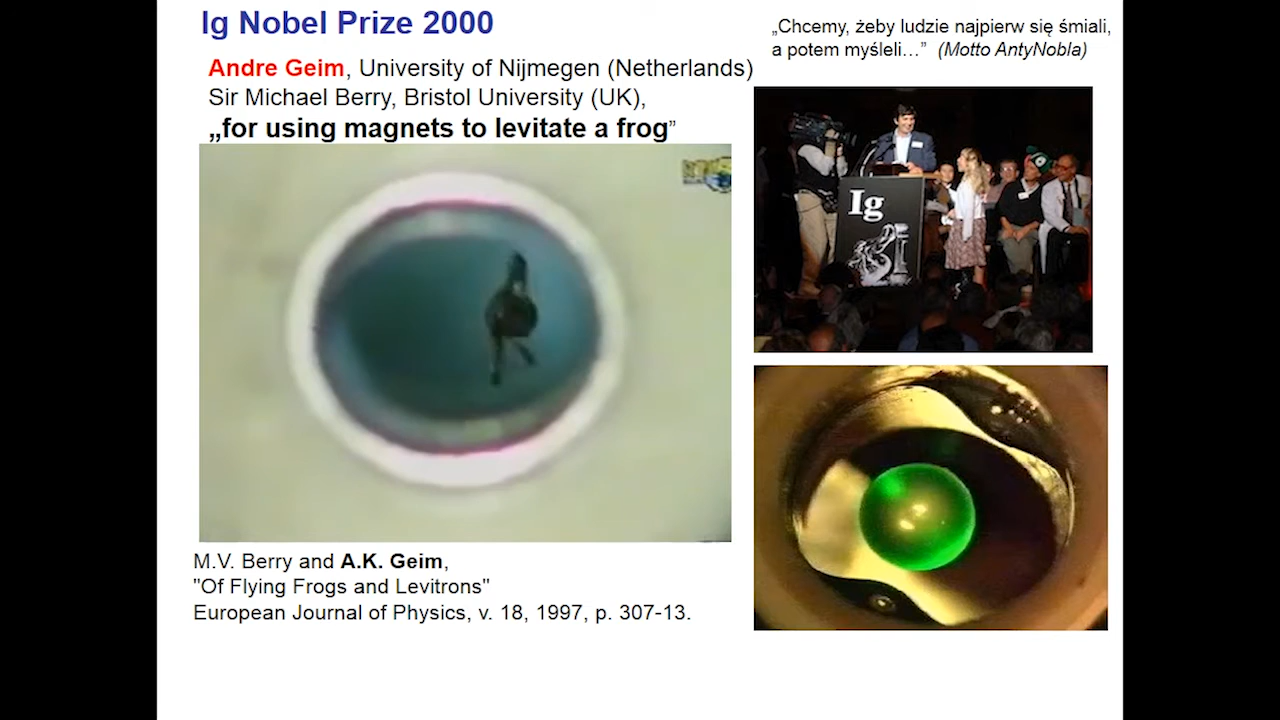 Ig Nobel Prize 2000
„Chcemy, żeby ludzie najpierw się śmiali,
a potem myśleli…” (Motto AntyNobla)
Andre Geim, University of Nijmegen (Netherlands)
Sir Michael Berry, Bristol University (UK),
„for using magnets to levitate a frog”
Ig
M.V. Berry and A.K. Geim,
"Of Flying Frogs and Levitrons"
European Journal of Physics, v. 18, 1997, p. 307-13.